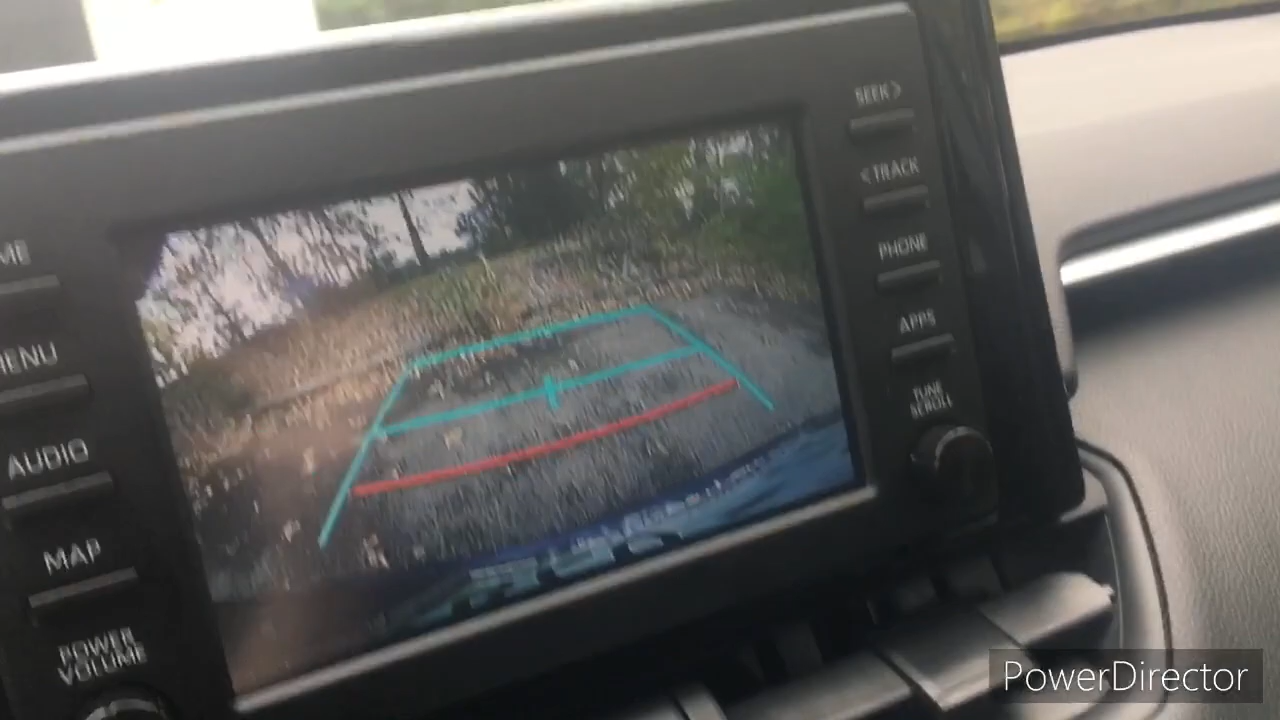 SEEK>
<TRACK
PHONE
APPS
TUNE
SCROLL
ME
MENU
AUDIO
MAP
POWER
VOLUME
PowerDirector